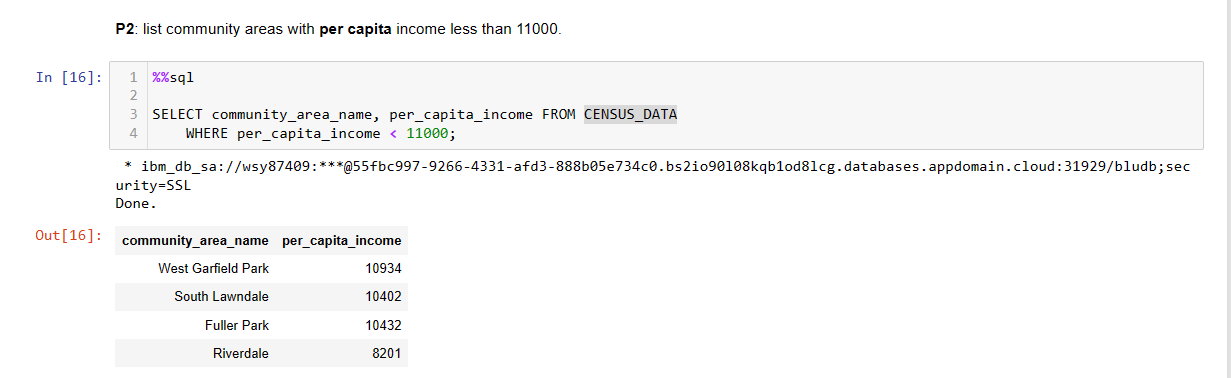 P2: list community areas with per capita income less than 11000.
In [16]:
1 %%sql
2
3 SELECT community_area_name, per_capita_income FROM CENSUS_DATA
4 WHERE per_capita_income < 11000;
* ibm_db_sa://wsy87409:***@55fbc997-9266-4331-afd3-888b05e734c0.bs2io90l08kqb1od8lcg.databases.appdomain.cloud:31929/bludb;sec
urity=SSL
Done.
Out[16]:
community_area_name per_capita_income
West Garfield Park 10934
South Lawndale 10402
Fuller Park 10432
Riverdale 8201